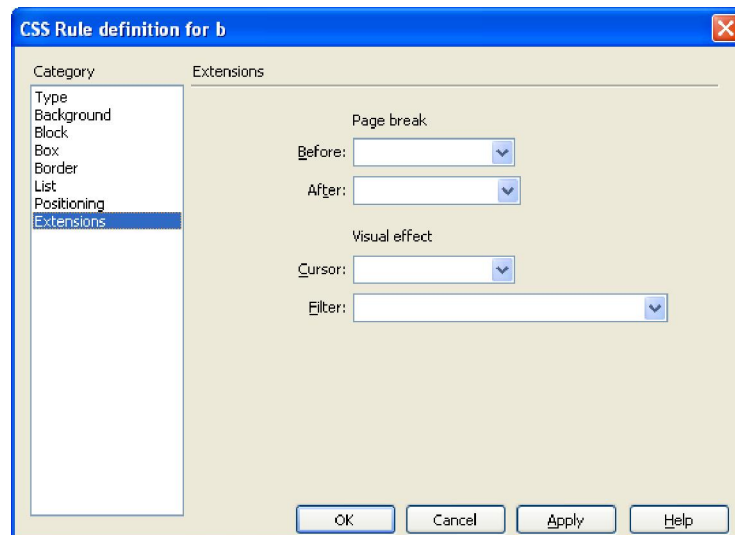 CSS Rule definition for b
Category
Extensions
Type
Background
Block
Box
Border
List
Positioning
Extensions
Page break
Before:
After:
Visual effect
Cursor:
Filter:
OK
Cancel
Apply
Help